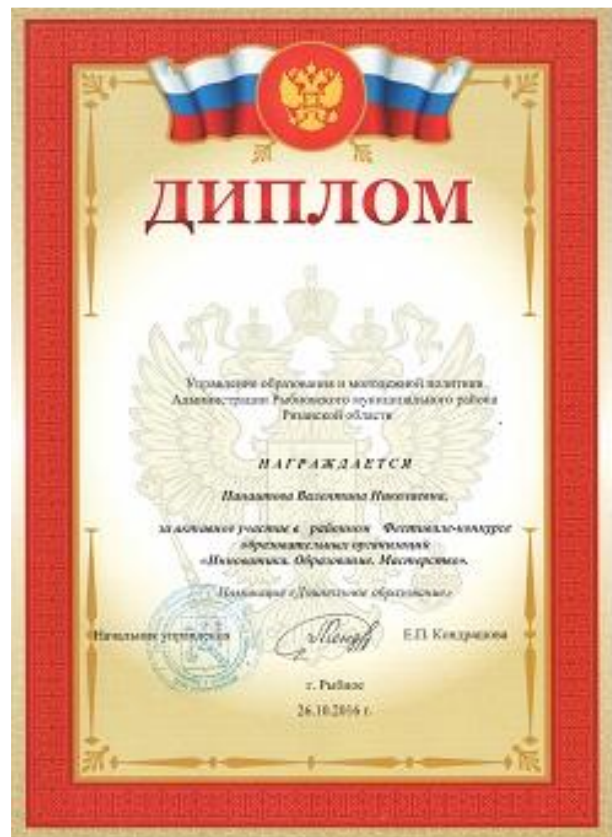 ДИПЛОМ
Управление образования и молодежной политики
Администрации Рыбновского муниципального района
Рязанской области
НАГРАЖДАЕТСЯ
Валентина Николаевна,
за активное участие в районном Фестивале-конкурсе
образовательных организаций
«Инноватика. Образование. Мастерство».
Номинация «Дошкольное образование»
Начальник управления Е.П. Кондрашова
г. Рыбное
26.10.2016 г.